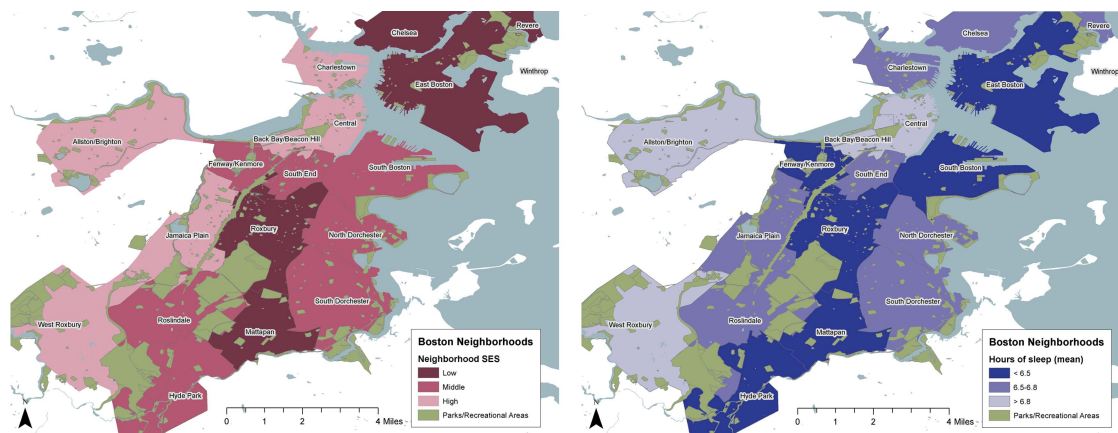 Revere
Chelsea
Winthrop
Charlestown
East Boston
Central
Allston/Brighton
Back Bay/Beacon Hill
Fenway/Kenmore
South Boston
South End
Roxbury
Jamaica Plain
North Dorchester
South Dorchester
West Roxbury
Roslindale
Mattapan
Hyde Park
0 1 2 4 Miles
Boston Neighborhoods
Neighborhood SES
Low
Middle
High
Parks/Recreational Areas
Revere
Chelsea
Winthrop
Charlestown
East Boston
Central
Allston/Brighton
Back Bay/Beacon Hill
Fenway/Kenmore
South Boston
South End
Roxbury
Jamaica Plain
North Dorchester
South Dorchester
West Roxbury
Roslindale
Mattapan
Hyde Park
0 1 2 4 Miles
Boston Neighborhoods
Hours of sleep (mean)
< 6.5
6.5-6.8
> 6.8
Parks/Recreational Areas